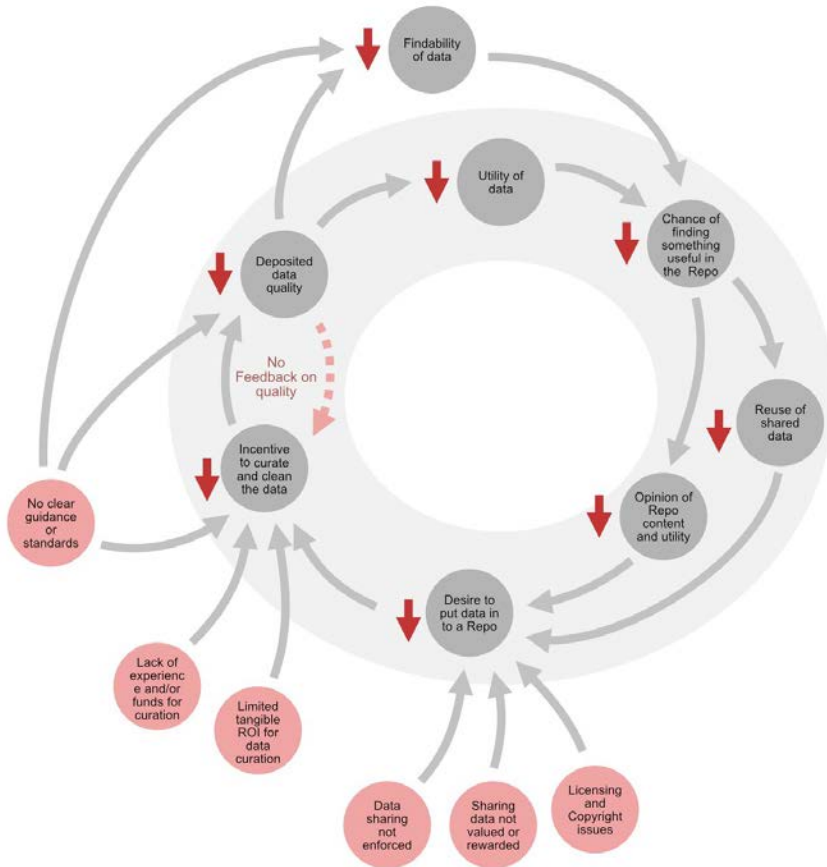 Findability
of data
Utility of
data
Chance of
finding
something
useful in
the Repo
Deposited
data
quality
No
Feedback on
quality
Reuse of
shared
data
Incentive
to curate
and clean
the data
Opinion of
Repo
content
and utility
No clear
guidance
or
standards
Desire to
put data in
to a Repo
Lack of
experienc
e and/or
funds for
curation
Limited
tangible
ROI for
data
curation
Data
sharing
not
enforced
Sharing
data not
valued or
rewarded
Licensing
and
Copyright
issues